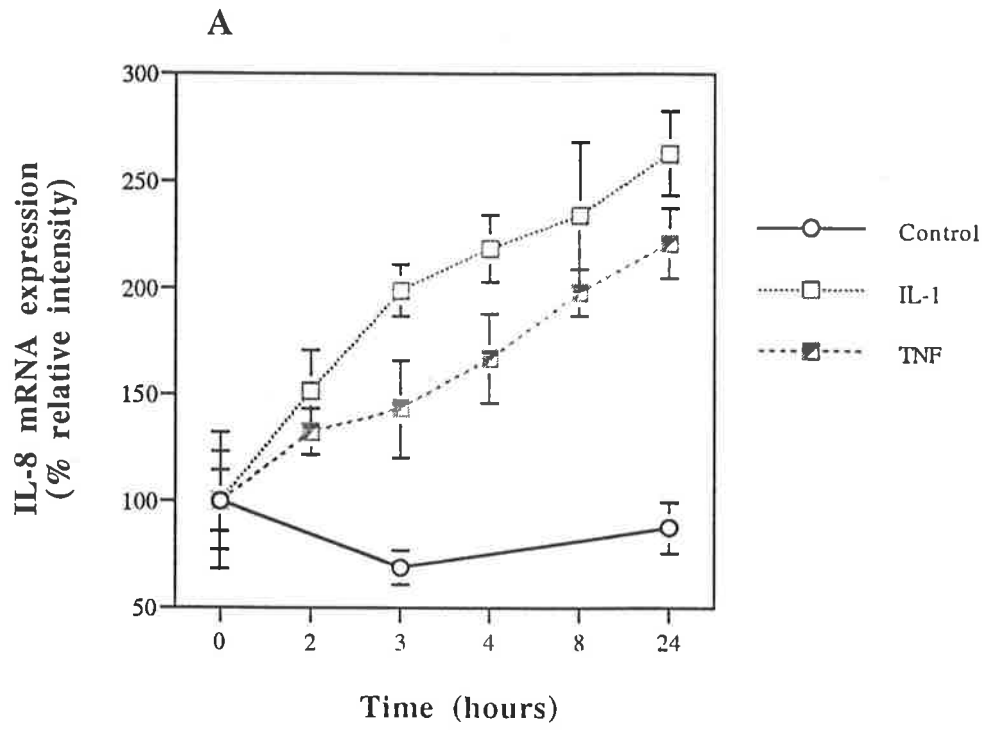 A
IL-8 mRNA expression
(% relative intensity)
300
250
200
150
100
50
0 2 3 4 8 24
Time (hours)
Control
IL-1
TNF